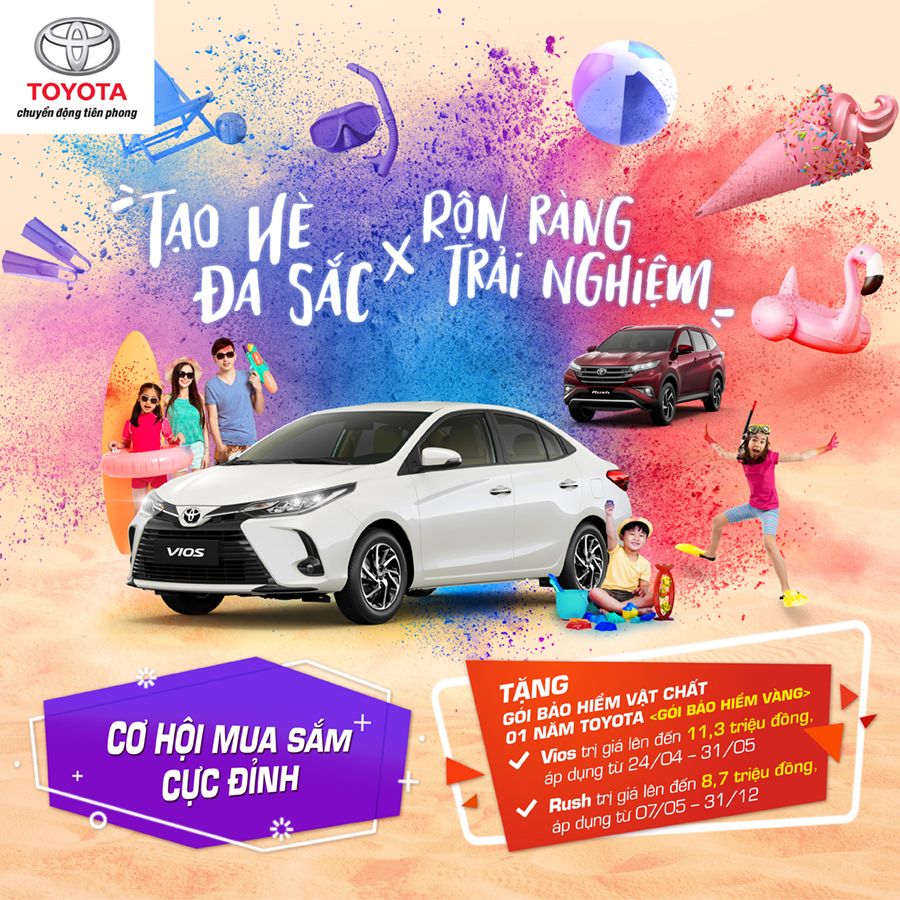 TOYOTA
chuyển động tiên phong
"TẠO HÈ
ĐA SẮC
x
RỘN RÀNG
TRẢI NGHIỆM"
Rush
VIOS
CƠ HỘI MUA SẮM
CỰC ĐỈNH
TẶNG
GÓI BẢO HIỂM VẬT CHẤT
01 NĂM TOYOTA <GÓI BẢO HIỂM VÀNG>
Vios trị giá lên đến 11,3 triệu đồng,
áp dụng từ 24/04 – 31/05
Rush trị giá lên đến 8,7 triệu đồng,
áp dụng từ 07/05 – 31/12